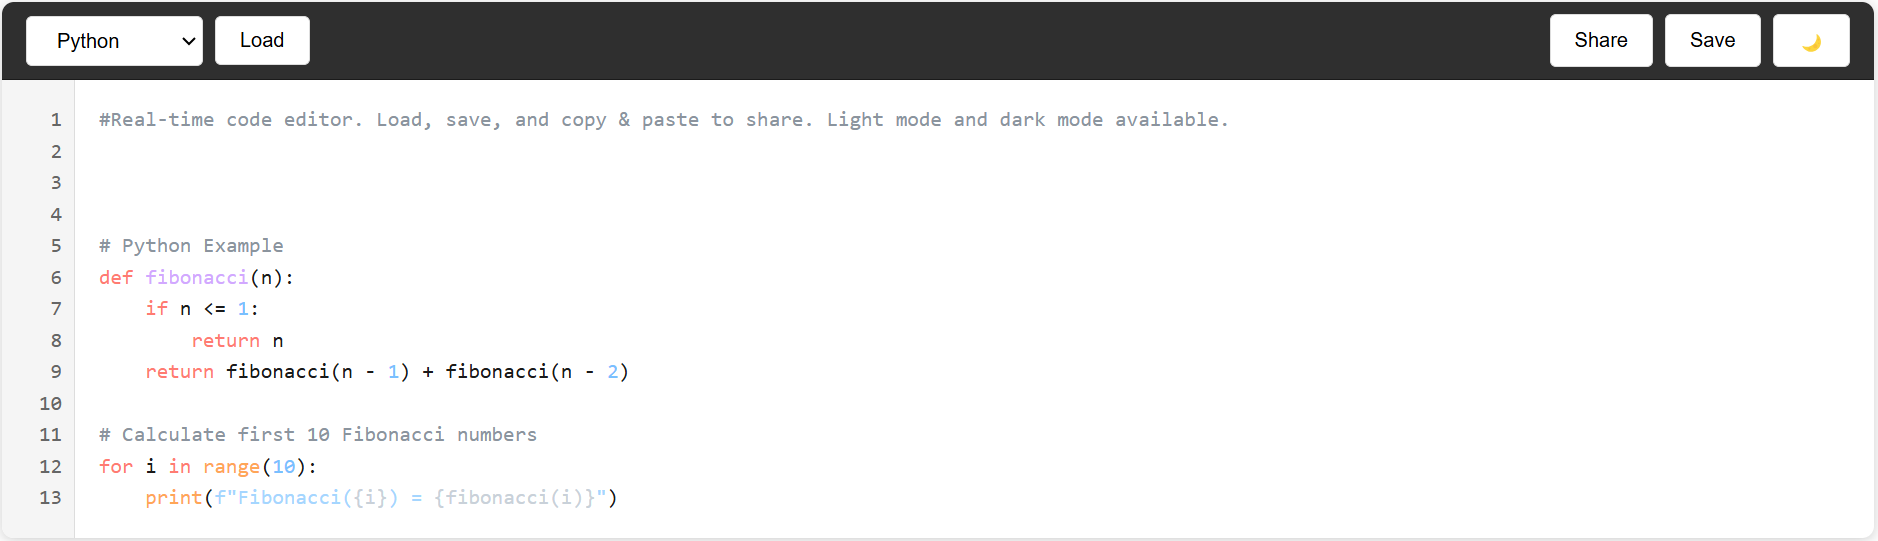 Python Load Share Save
1 #Real-time code editor. Load, save, and copy & paste to share. Light mode and dark mode available.
2
3
4
5 # Python Example
6 def fibonacci(n):
7     if n <= 1:
8         return n
9     return fibonacci(n - 1) + fibonacci(n - 2)
10
11 # Calculate first 10 Fibonacci numbers
12 for i in range(10):
13     print(f"Fibonacci({i}) = {fibonacci(i)}")